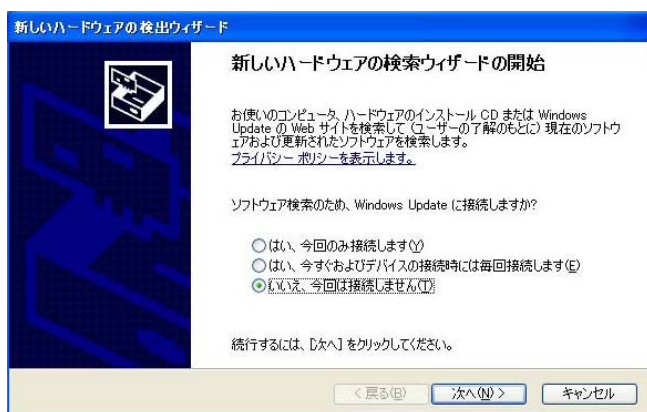 新しいハードウェアの検出ウィザード
新しいハードウェアの検索ウィザードの開始
お使いのコンピュータ、ハードウェアのインストール CD または Windows
Update の Web サイトを検索して (ユーザーの了解のもとに) 現在のソフトウ
ェアおよび更新されたソフトウェアを検索します。
プライバシー ポリシーを表示します。
ソフトウェア検索のため、Windows Update に接続しますか?
はい、今回のみ接続します(Y)
はい、今すぐおよびデバイスの接続時には毎回接続します(E)
いいえ、今回は接続しません(T)
続行するには、[次へ] をクリックしてください。
< 戻る(B)
次へ(N) >
キャンセル